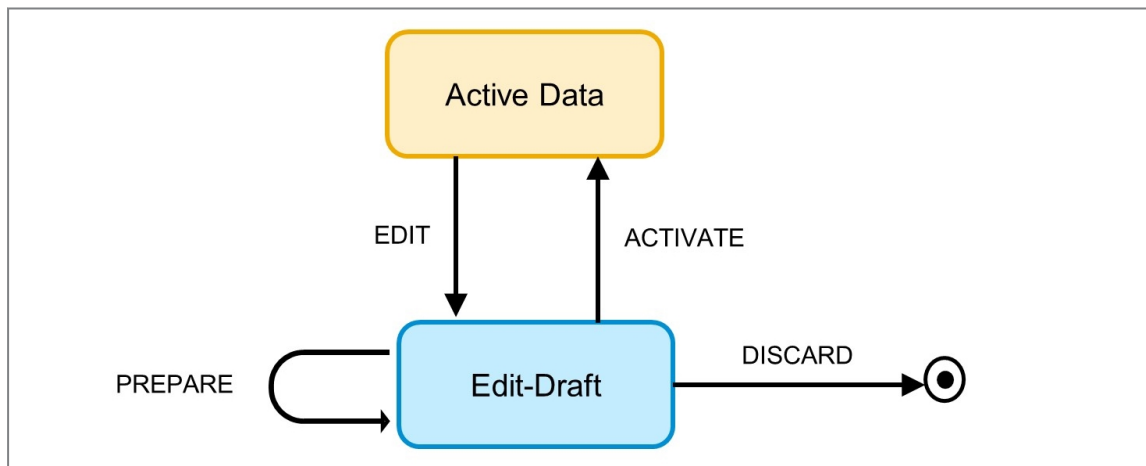 Active Data
EDIT
ACTIVATE
PREPARE
Edit-Draft
DISCARD